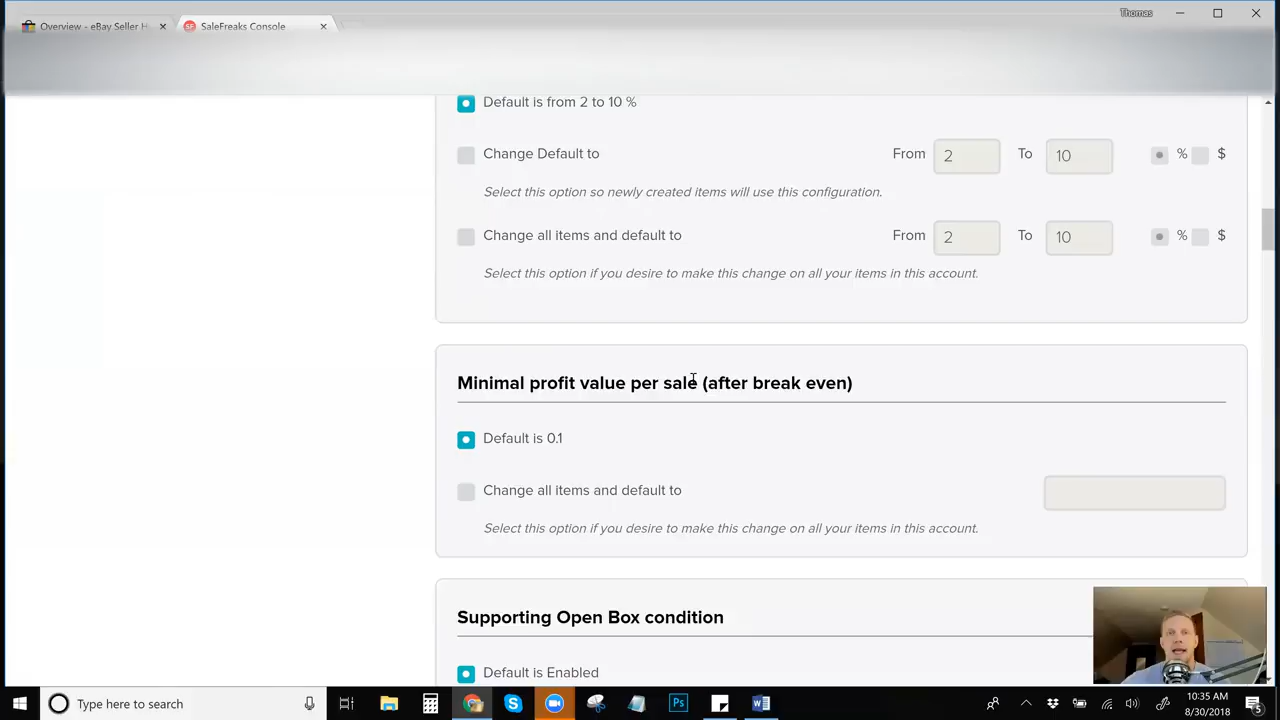 Thomas
Overview - eBay Seller H
SaleFreaks Console
Default is from 2 to 10 %
Change Default to From 2 To 10 % $
Select this option so newly created items will use this configuration.
Change all items and default to From 2 To 10 % $
Select this option if you desire to make this change on all your items in this account.
Minimal profit value per sale (after break even)
Default is 0.1
Change all items and default to
Select this option if you desire to make this change on all your items in this account.
Supporting Open Box condition
Default is Enabled
Type here to search
Ps
10:35 AM
8/30/2018
5